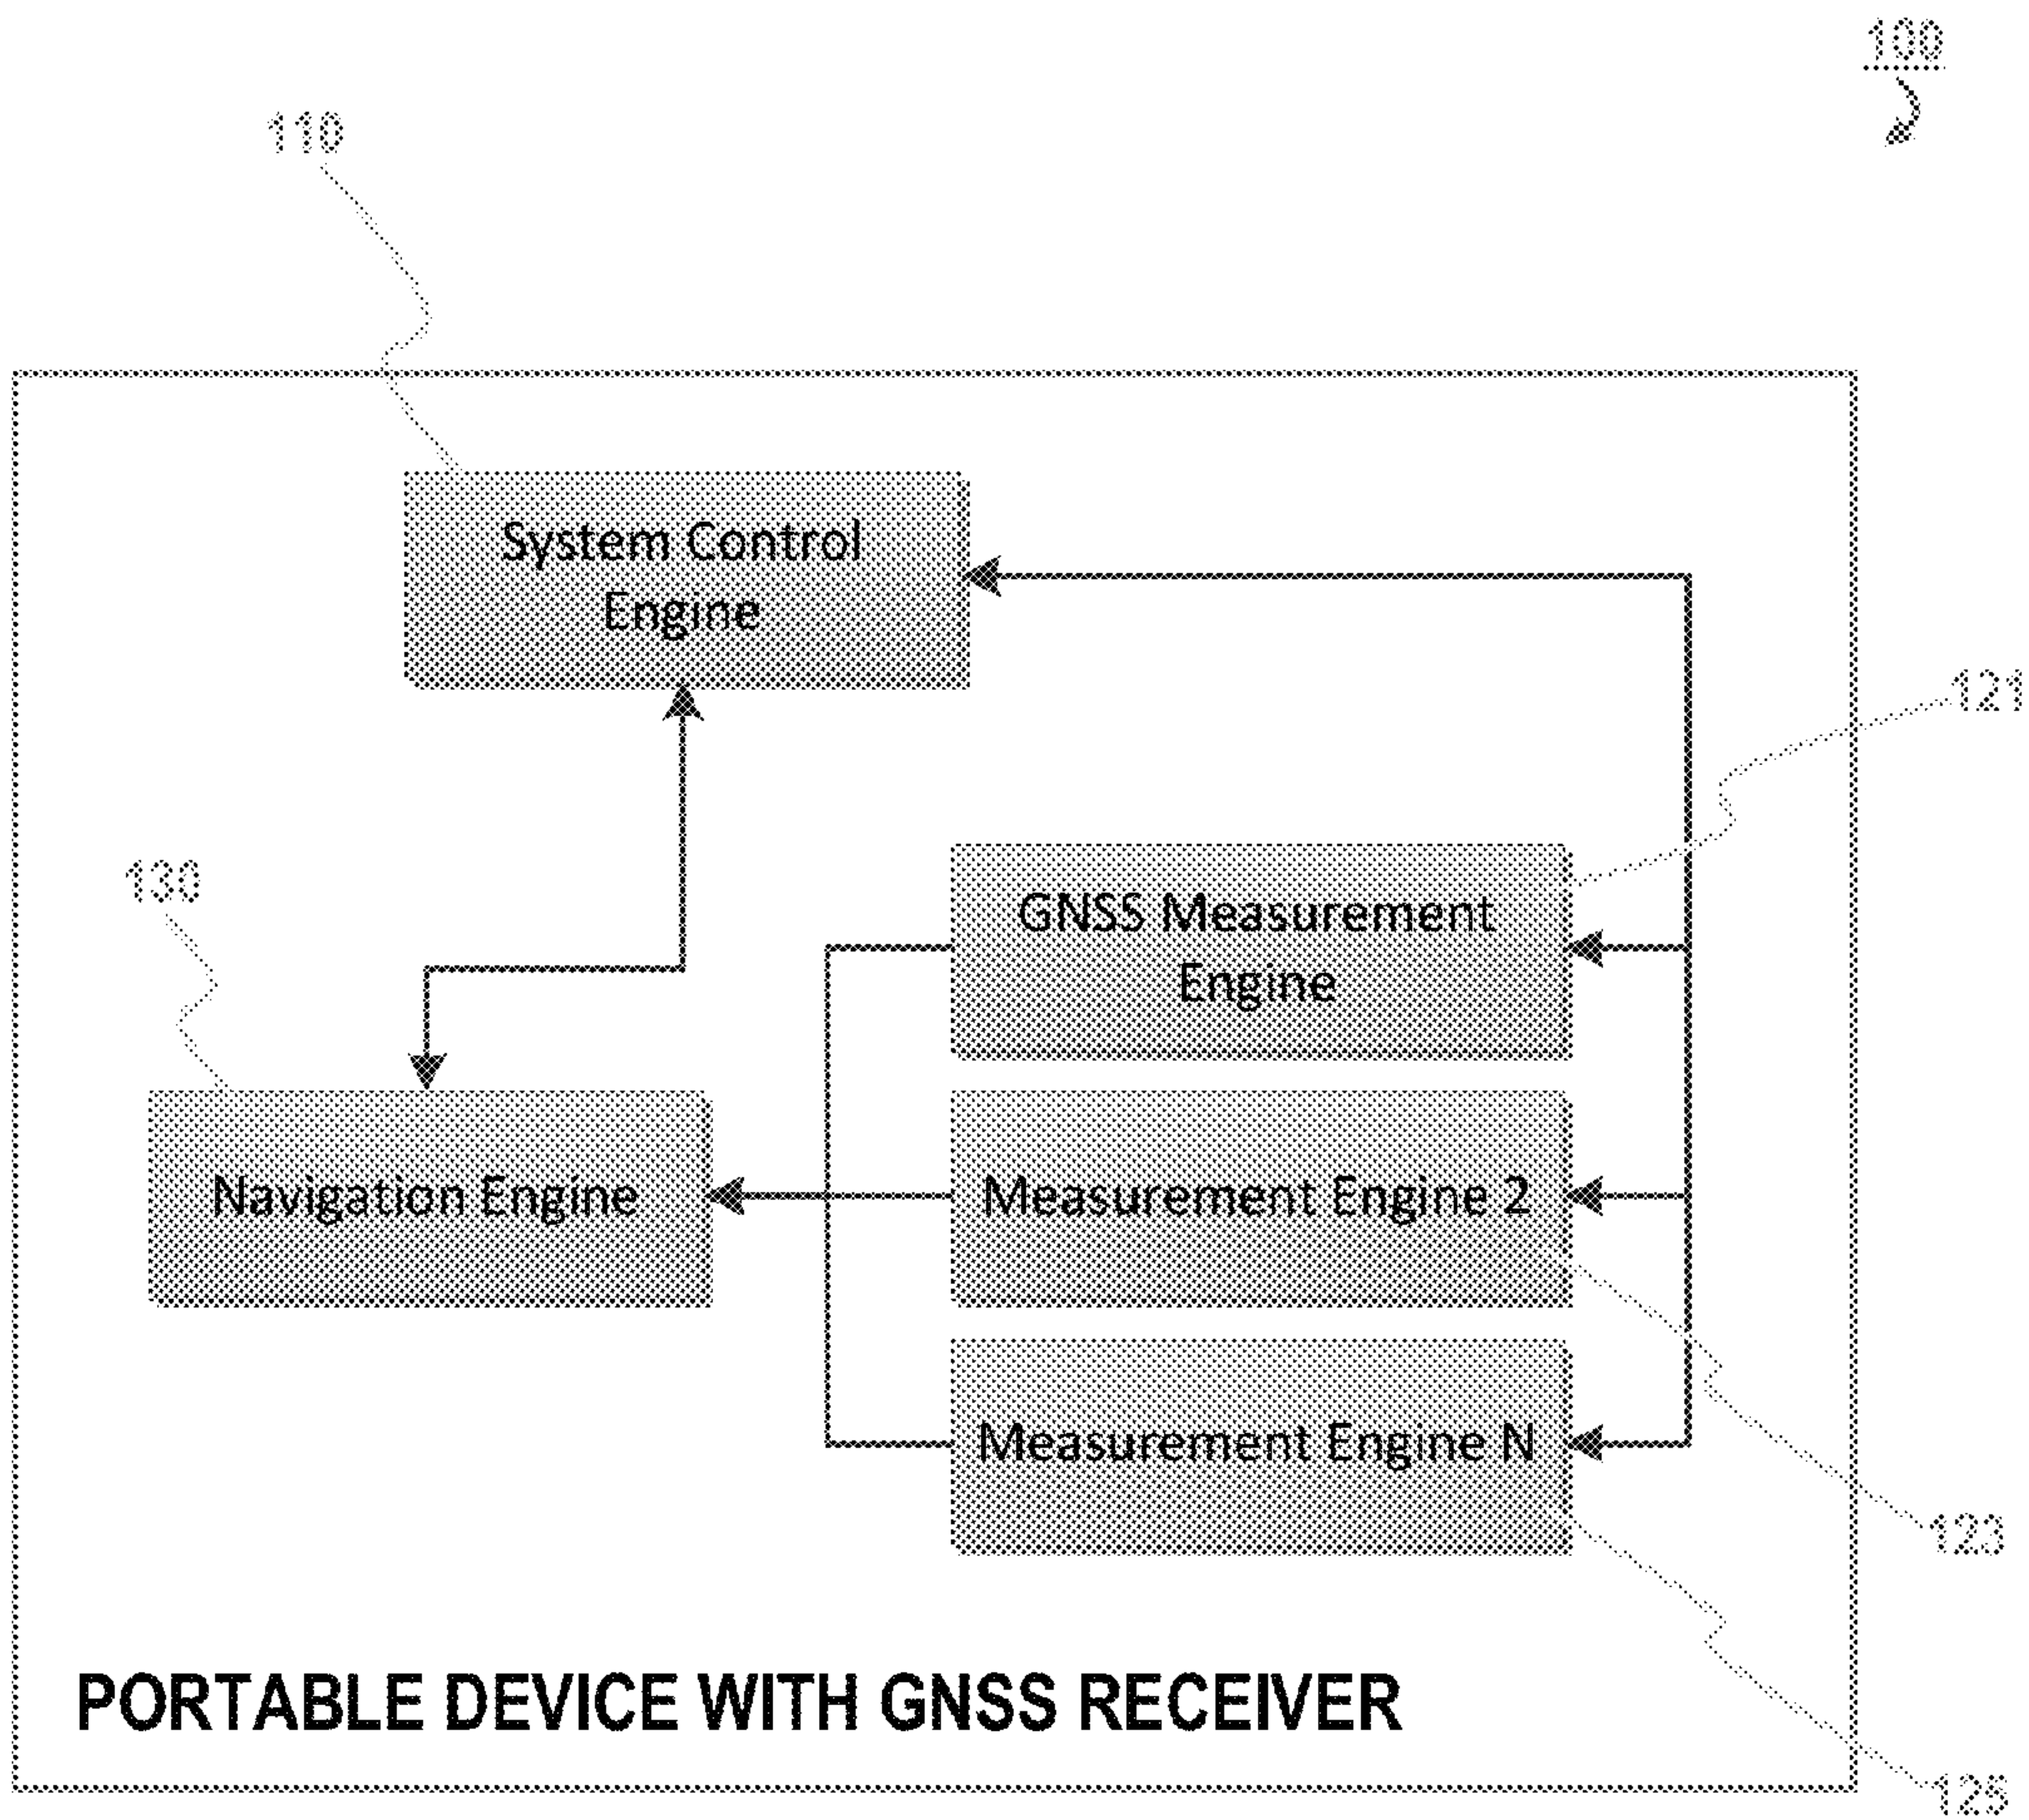 100
110
System Control
Engine
121
130
GNSS Measurement
Engine
Navigation Engine
Measurement Engine 2
Measurement Engine N
123
PORTABLE DEVICE WITH GNSS RECEIVER
125